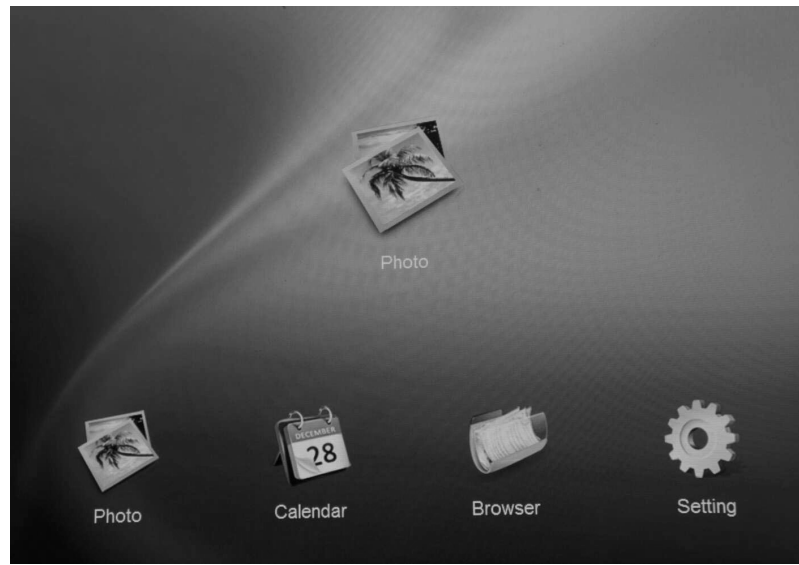 Photo
DECEMBER
28
Photo
Calendar
Browser
Setting